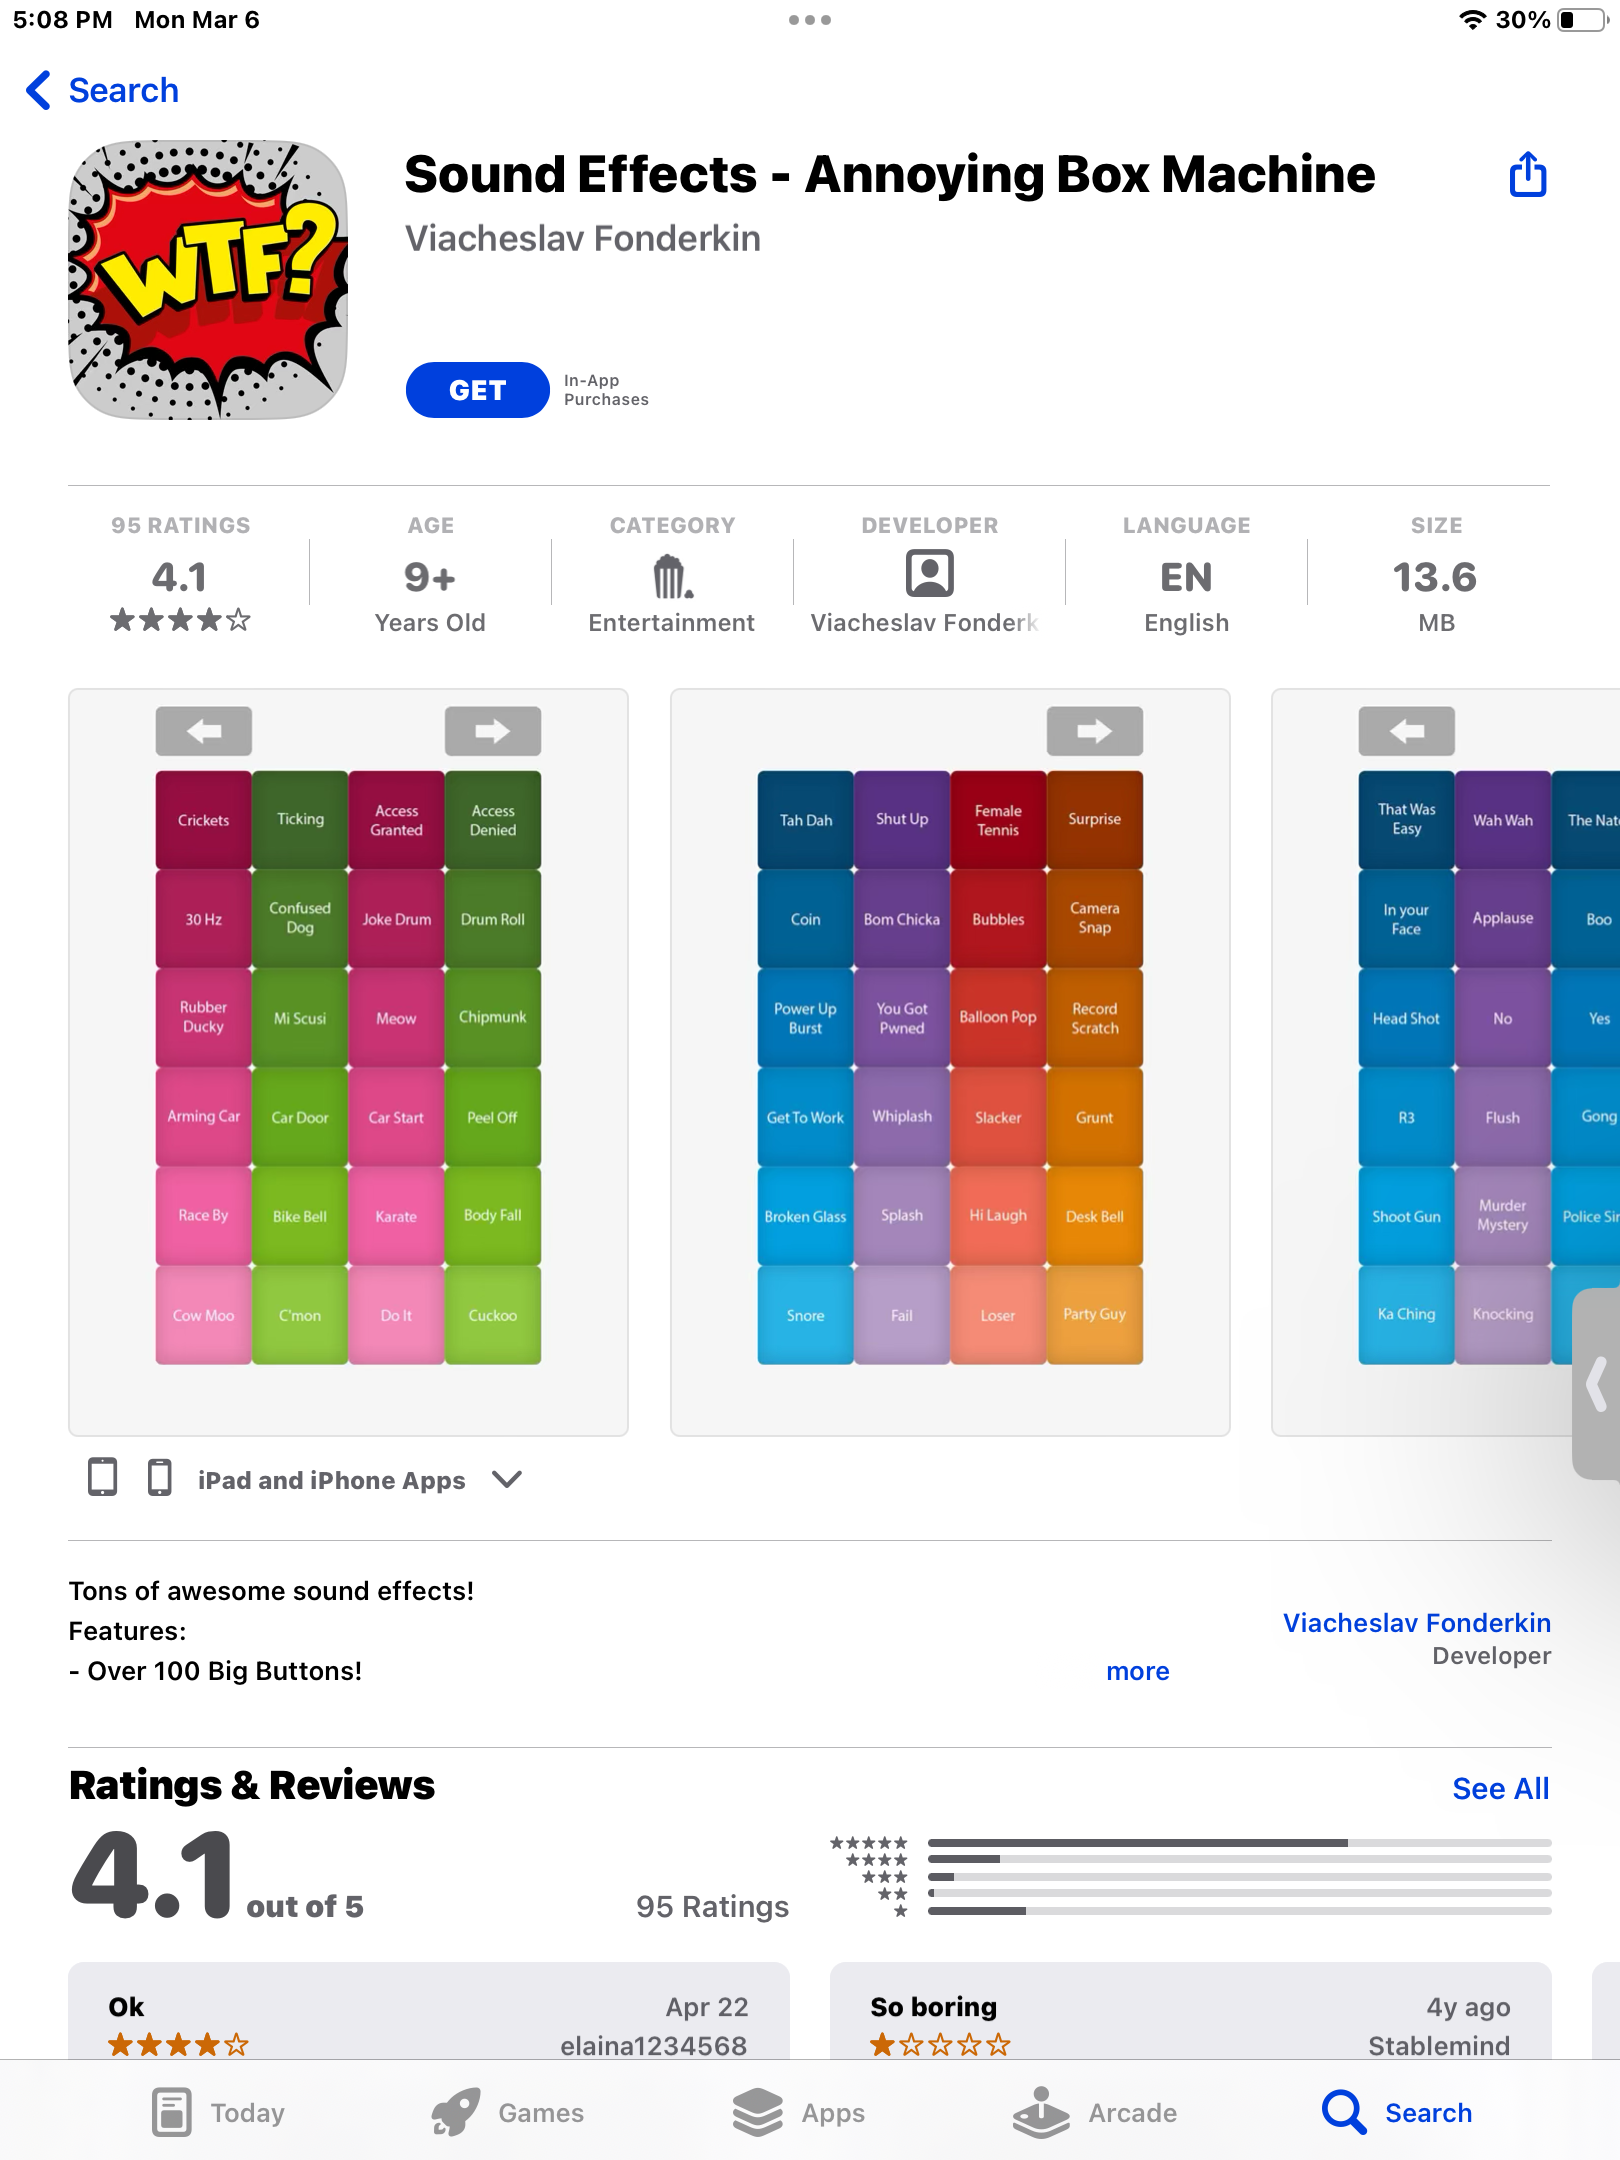 5:08 PM Mon Mar 6
30%
Search
WTF?
Sound Effects - Annoying Box Machine
Viacheslav Fonderkin
GET
In-App
Purchases
95 RATINGS
4.1
AGE
9+
Years Old
CATEGORY
Entertainment
DEVELOPER
Viacheslav Fonderk
LANGUAGE
EN
English
SIZE
13.6
MB
Crickets
Ticking
Access
Granted
Access
Denied
30 Hz
Confused
Dog
Joke Drum
Drum Roll
Rubber
Ducky
Mi Scusi
Meow
Chipmunk
Arming Car
Car Door
Car Start
Peel Off
Race By
Bike Bell
Karate
Body Fall
Cow Moo
C'mon
Do It
Cuckoo
Tah Dah
Shut Up
Female
Tennis
Surprise
Coin
Bom Chicka
Bubbles
Camera
Snap
Power Up
Burst
You Got
Pwned
Balloon Pop
Record
Scratch
Get To Work
Whiplash
Slacker
Grunt
Broken Glass
Splash
Hi Laugh
Desk Bell
Snore
Fail
Loser
Party Guy
That Was
Easy
Wah Wah
The Nat
In your
Face
Applause
Boo
Head Shot
No
Yes
R3
Flush
Gong
Shoot Gun
Murder
Mystery
Police Sir
Ka Ching
Knocking
iPad and iPhone Apps
Tons of awesome sound effects!
Features:
- Over 100 Big Buttons!
more
Viacheslav Fonderkin
Developer
Ratings & Reviews
See All
4.1 out of 5
95 Ratings
Ok
Apr 22
elaina1234568
So boring
4y ago
Stablemind
Today
Games
Apps
Arcade
Search